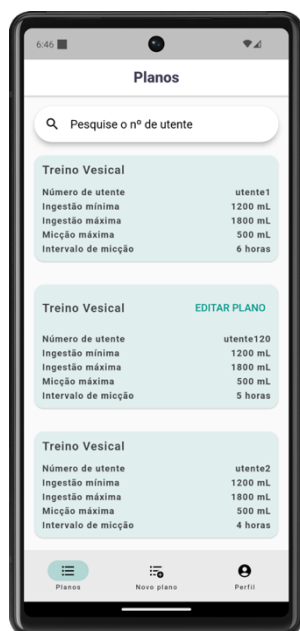 6:46
Planos
Pesquise o nº de utente
Treino Vesical
Número de utente utente1
Ingestão mínima 1200 mL
Ingestão máxima 1800 mL
Micção máxima 500 mL
Intervalo de micção 6 horas
Treino Vesical EDITAR PLANO
Número de utente utente120
Ingestão mínima 1200 mL
Ingestão máxima 1800 mL
Micção máxima 500 mL
Intervalo de micção 5 horas
Treino Vesical
Número de utente utente2
Ingestão mínima 1200 mL
Ingestão máxima 1800 mL
Micção máxima 500 mL
Intervalo de micção 4 horas
Planos Novo plano Perfil